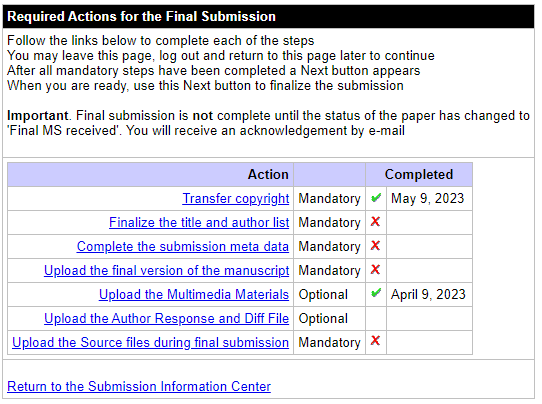 Required Actions for the Final Submission
Follow the links below to complete each of the steps
You may leave this page, log out and return to this page later to continue
After all mandatory steps have been completed a Next button appears
When you are ready, use this Next button to finalize the submission
Important. Final submission is not complete until the status of the paper has changed to
'Final MS received'. You will receive an acknowledgement by e-mail
Action Completed
Transfer copyright Mandatory ✔ May 9, 2023
Finalize the title and author list Mandatory ✗
Complete the submission meta data Mandatory ✗
Upload the final version of the manuscript Mandatory ✗
Upload the Multimedia Materials Optional ✔ April 9, 2023
Upload the Author Response and Diff File Optional
Upload the Source files during final submission Mandatory ✗
Return to the Submission Information Center